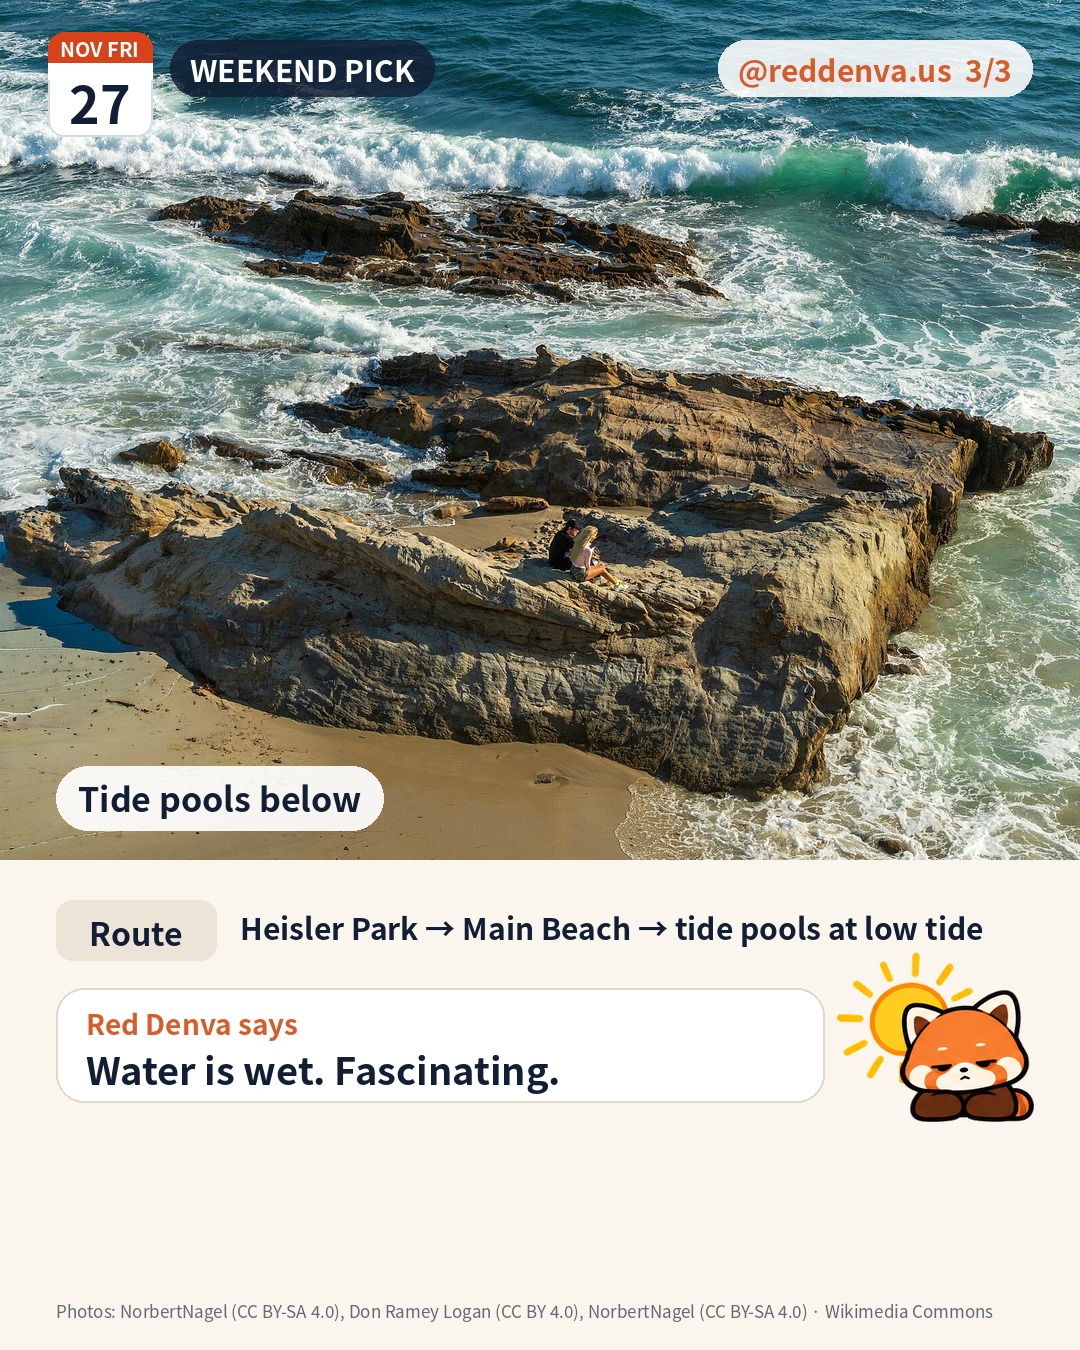 NOV FRI
27
WEEKEND PICK
@reddenva.us 3/3
Tide pools below
Route
Heisler Park → Main Beach → tide pools at low tide
Red Denva says
Water is wet. Fascinating.
Photos: NorbertNagel (CC BY-SA 4.0), Don Ramey Logan (CC BY 4.0), NorbertNagel (CC BY-SA 4.0) · Wikimedia Commons